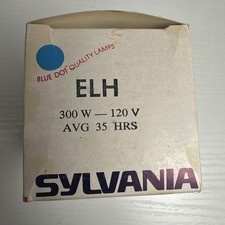 BLUE DOT QUALITY LAMPS
ELH
300 W — 120 V
AVG 35 HRS
SYLVANIA